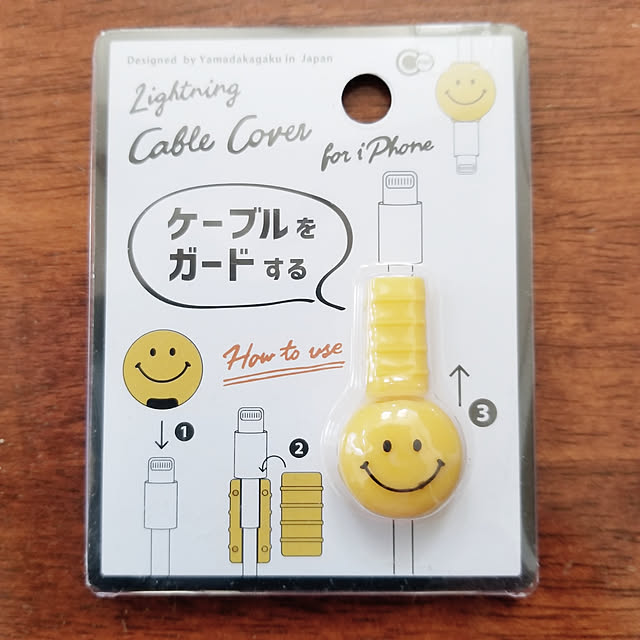 Designed by Yamadakagaku in Japan
Lightning
Cable Cover
for iPhone
ケーブルを
ガードする
How to use
1
2
3